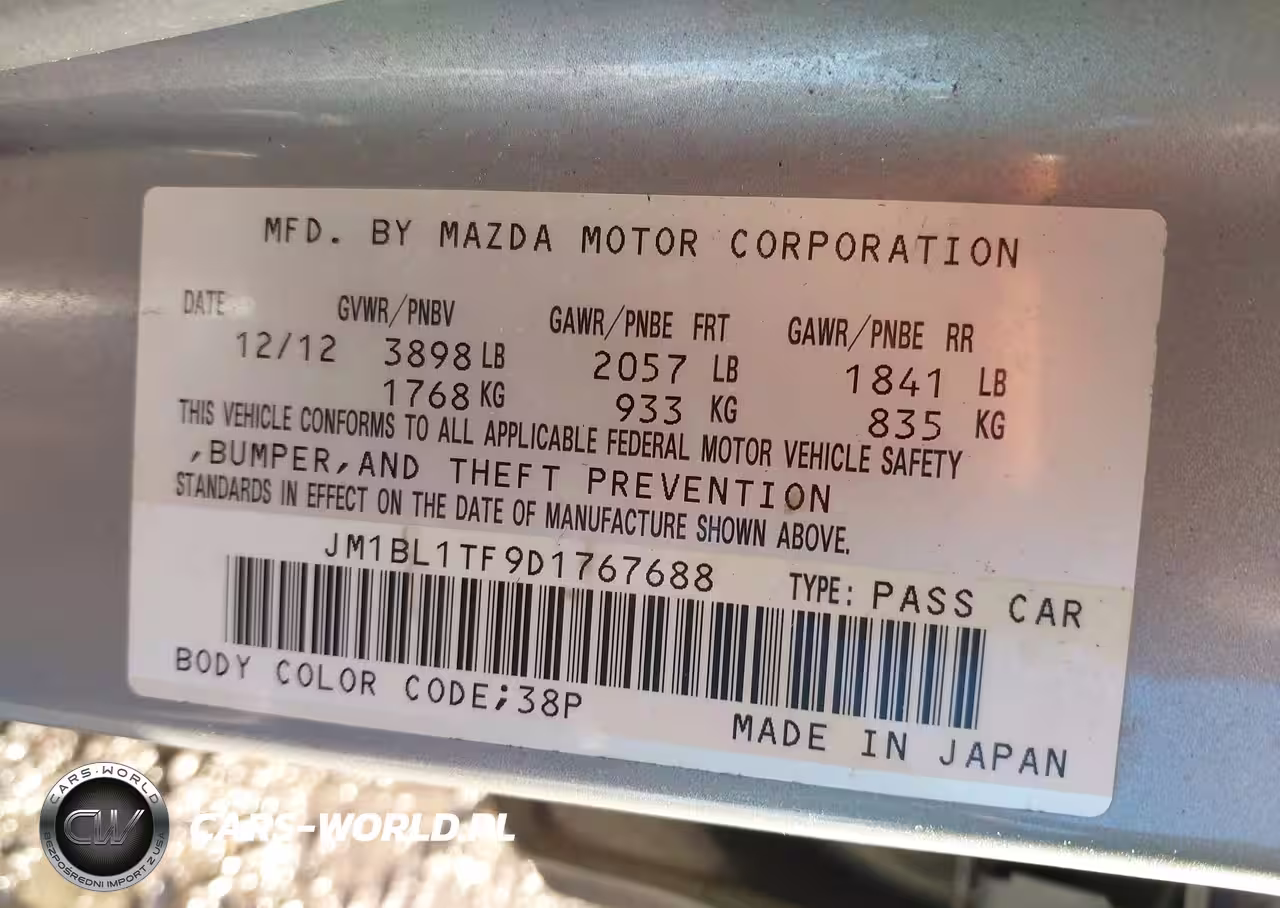 MFD. BY MAZDA MOTOR CORPORATION
DATE GVWR/PNBV GAWR/PNBE FRT GAWR/PNBE RR
12/12 3898 LB 2057 LB 1841 LB
1768 KG 933 KG 835 KG
THIS VEHICLE CONFORMS TO ALL APPLICABLE FEDERAL MOTOR VEHICLE SAFETY
,BUMPER,AND THEFT PREVENTION
STANDARDS IN EFFECT ON THE DATE OF MANUFACTURE SHOWN ABOVE.
JM1BL1TF9D1767688 TYPE: PASS CAR
BODY COLOR CODE;38P
MADE IN JAPAN
CARS-WORLD
CW
BEZPOŚREDNI IMPORT Z USA
CARS-WORLD.PL